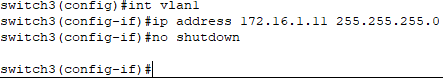 switch3(config)#int vlan1
switch3(config-if)#ip address 172.16.1.11 255.255.255.0
switch3(config-if)#no shutdown
switch3(config-if)#